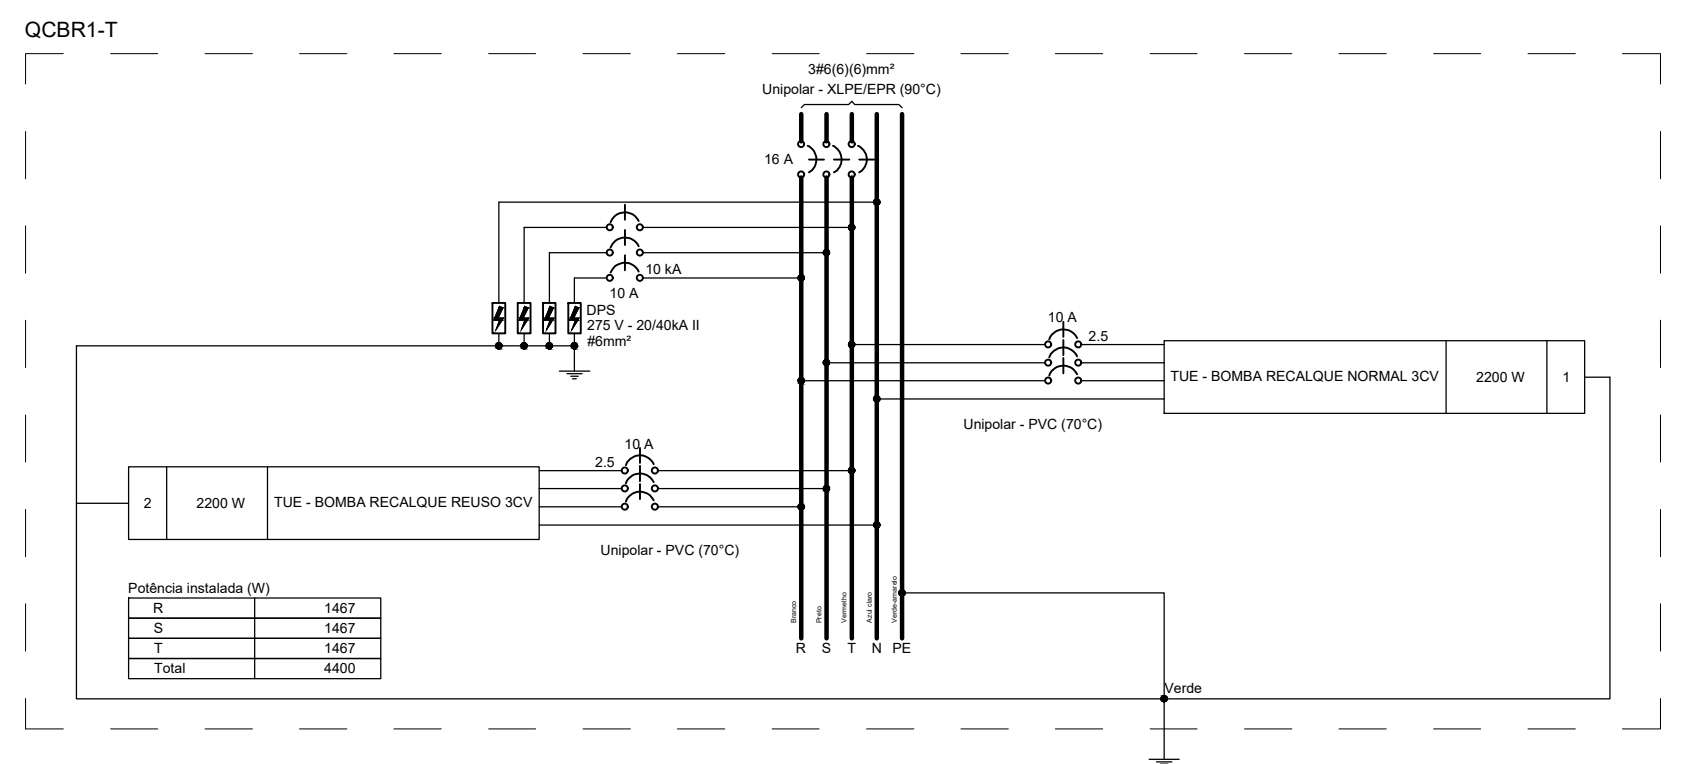 QCBR1-T
3#6(6)(6)mm²
Unipolar - XLPE/EPR (90°C)
16 A
10 kA
10 A
DPS
275 V - 20/40kA II
#6mm²
10 A
2.5
TUE - BOMBA RECALQUE NORMAL 3CV 2200 W 1
Unipolar - PVC (70°C)
10 A
2.5
2 2200 W TUE - BOMBA RECALQUE REUSO 3CV
Unipolar - PVC (70°C)
Potência instalada (W)
R 1467
S 1467
T 1467
Total 4400
Branco
Preto
Vermelho
Azul claro
Verde-amarelo
R S T N PE
Verde